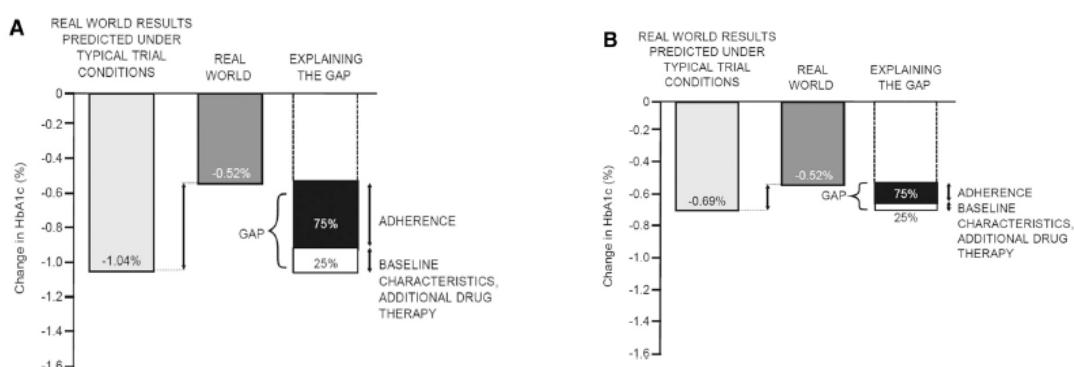 A
REAL WORLD RESULTS
PREDICTED UNDER
TYPICAL TRIAL
CONDITIONS
REAL
WORLD
EXPLAINING
THE GAP
Change in HbA1c (%)
0
-0.2
-0.4
-0.6
-0.8
-1.0
-1.2
-1.4
-1.6
-1.04%
-0.52%
GAP
75%
25%
ADHERENCE
BASELINE
CHARACTERISTICS,
ADDITIONAL DRUG
THERAPY
B
REAL WORLD RESULTS
PREDICTED UNDER
TYPICAL TRIAL
CONDITIONS
REAL
WORLD
EXPLAINING
THE GAP
Change in HbA1c (%)
0
-0.2
-0.4
-0.6
-0.8
-1.0
-1.2
-1.4
-1.6
-0.69%
-0.52%
GAP
75%
25%
ADHERENCE
BASELINE
CHARACTERISTICS,
ADDITIONAL DRUG
THERAPY